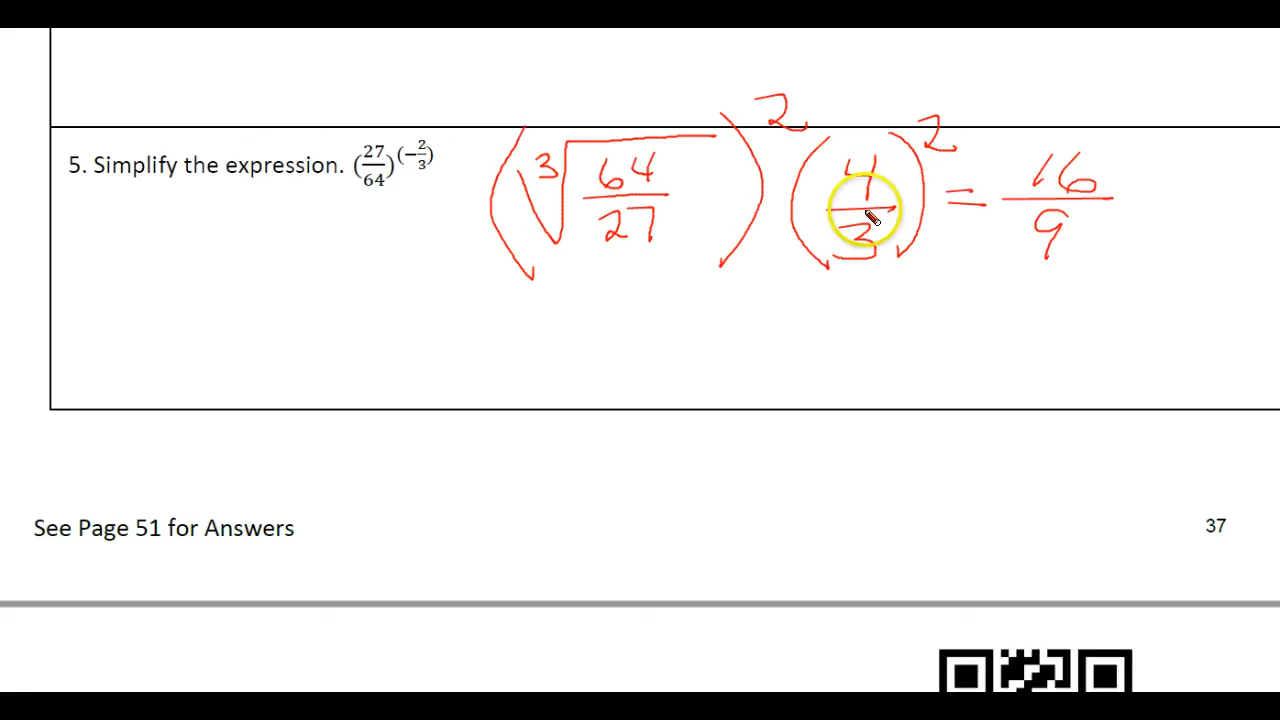 5. Simplify the expression. (27/64)^(-2/3) (∛(64/27))² (4/3)² = 16/9
See Page 51 for Answers
37